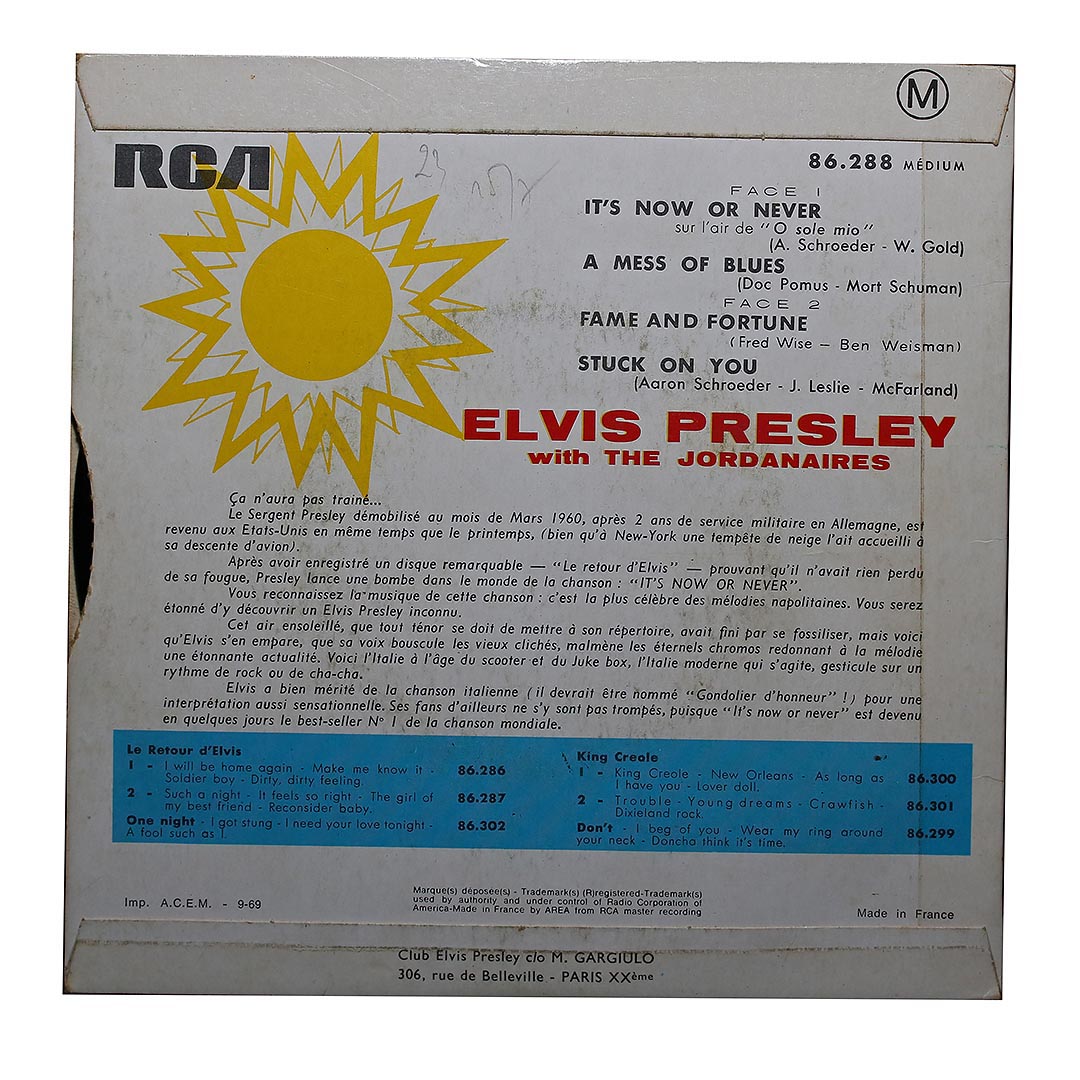 M
RCA
86.288 MÉDIUM
FACE 1
IT'S NOW OR NEVER
sur l'air de "O sole mio"
(A. Schroeder - W. Gold)
A MESS OF BLUES
(Doc Pomus - Mort Schuman)
FACE 2
FAME AND FORTUNE
(Fred Wise – Ben Weisman)
STUCK ON YOU
(Aaron Schroeder - J. Leslie - McFarland)
ELVIS PRESLEY
with THE JORDANAIRES
Ça n'aura pas trainé...
Le Sergent Presley démobilisé au mois de Mars 1960, après 2 ans de service militaire en Allemagne, est
revenu aux Etats-Unis en même temps que le printemps, (bien qu'à New-York une tempête de neige l'ait accueilli à
sa descente d'avion).
Après avoir enregistré un disque remarquable — "Le retour d'Elvis" — prouvant qu'il n'avait rien perdu
de sa fougue, Presley lance une bombe dans le monde de la chanson : "IT'S NOW OR NEVER".
Vous reconnaissez la musique de cette chanson : c'est la plus célèbre des mélodies napolitaines. Vous serez
étonné d'y découvrir un Elvis Presley inconnu.
Cet air ensoleillé, que tout ténor se doit de mettre à son répertoire, avait fini par se fossiliser, mais voici
qu'Elvis s'en empare, que sa voix bouscule les vieux clichés, malmène les éternels chromos redonnant à la mélodie
une étonnante actualité. Voici l'Italie à l'âge du scooter et du Juke box, l'Italie moderne qui s'agite, gesticule sur un
rythme de rock ou de cha-cha.
Elvis a bien mérité de la chanson italienne (il devrait être nommé "Gondolier d'honneur" !) pour une
interprétation aussi sensationnelle. Ses fans d'ailleurs ne s'y sont pas trompés, puisque "It's now or never" est devenu
en quelques jours le best-seller N° 1 de la chanson mondiale.
Le Retour d'Elvis
1 - I will be home again - Make me know it - 86.286
Soldier boy - Dirty, dirty feeling.
2 - Such a night - It feels so right - The girl of 86.287
my best friend - Reconsider baby.
One night - I got stung - I need your love tonight - 86.302
A fool such as I.
King Creole
1 - King Creole - New Orleans - As long as 86.300
I have you - Lover doll.
2 - Trouble - Young dreams - Crawfish - 86.301
Dixieland rock.
Don't - I beg of you - Wear my ring around 86.299
your neck - Doncha think it's time.
Imp. A.C.E.M. - 9-69
Marque(s) déposée(s) - Trademark(s) (R)registered-Trademark(s)
used by authority and under control of Radio Corporation of
America-Made in France by AREA from RCA master recording
Made in France
Club Elvis Presley c/o M. GARGIULO
306, rue de Belleville - PARIS XXème